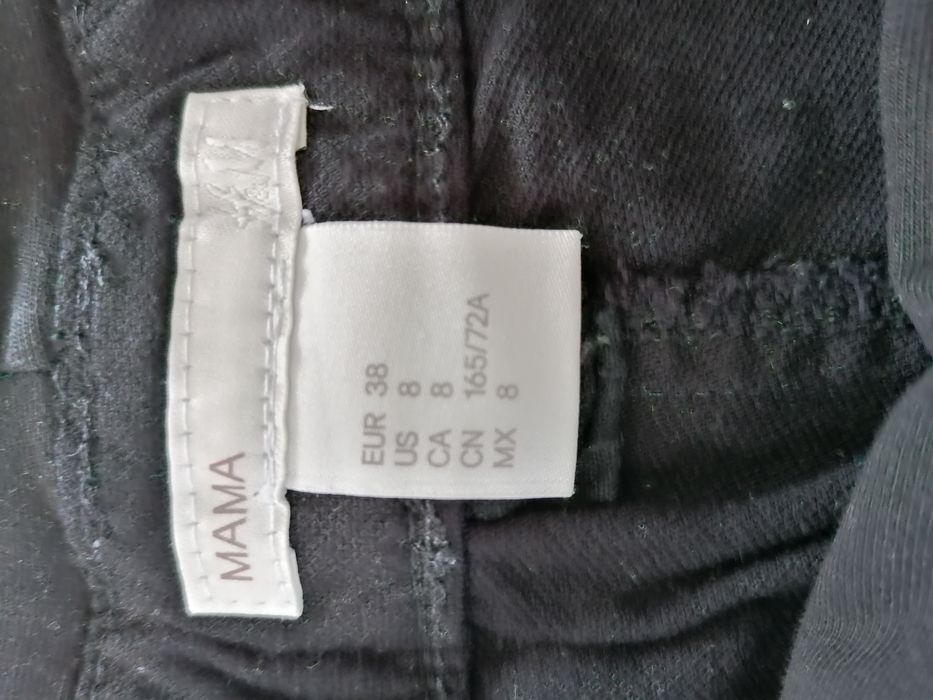 MAMA
EUR 38
US 8
CA 8
CN 165/72A
MX 8